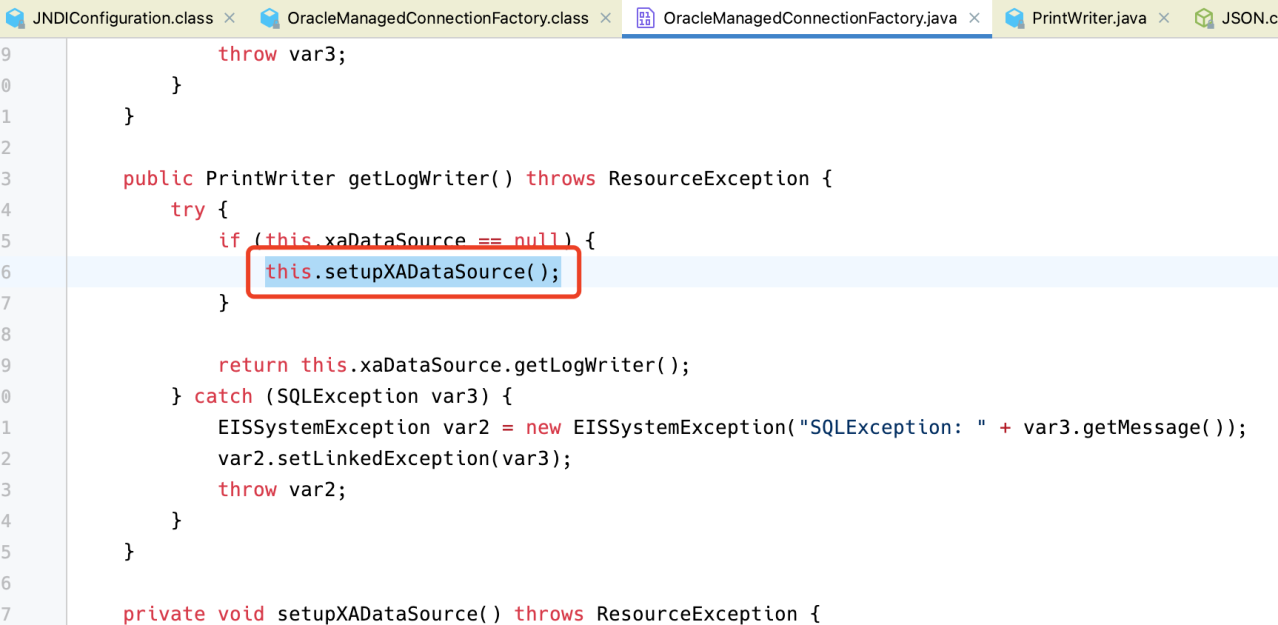 JNDIConfiguration.class × OracleManagedConnectionFactory.class × OracleManagedConnectionFactory.java × PrintWriter.java × JSON.c
9 throw var3;
0 }
1 }
2
3 public PrintWriter getLogWriter() throws ResourceException {
4 try {
5 if (this.xaDataSource == null) {
6 this.setupXADataSource();
7 }
8
9 return this.xaDataSource.getLogWriter();
0 } catch (SQLException var3) {
1 EISSystemException var2 = new EISSystemException("SQLException: " + var3.getMessage());
2 var2.setLinkedException(var3);
3 throw var2;
4 }
5 }
6
7 private void setupXADataSource() throws ResourceException {